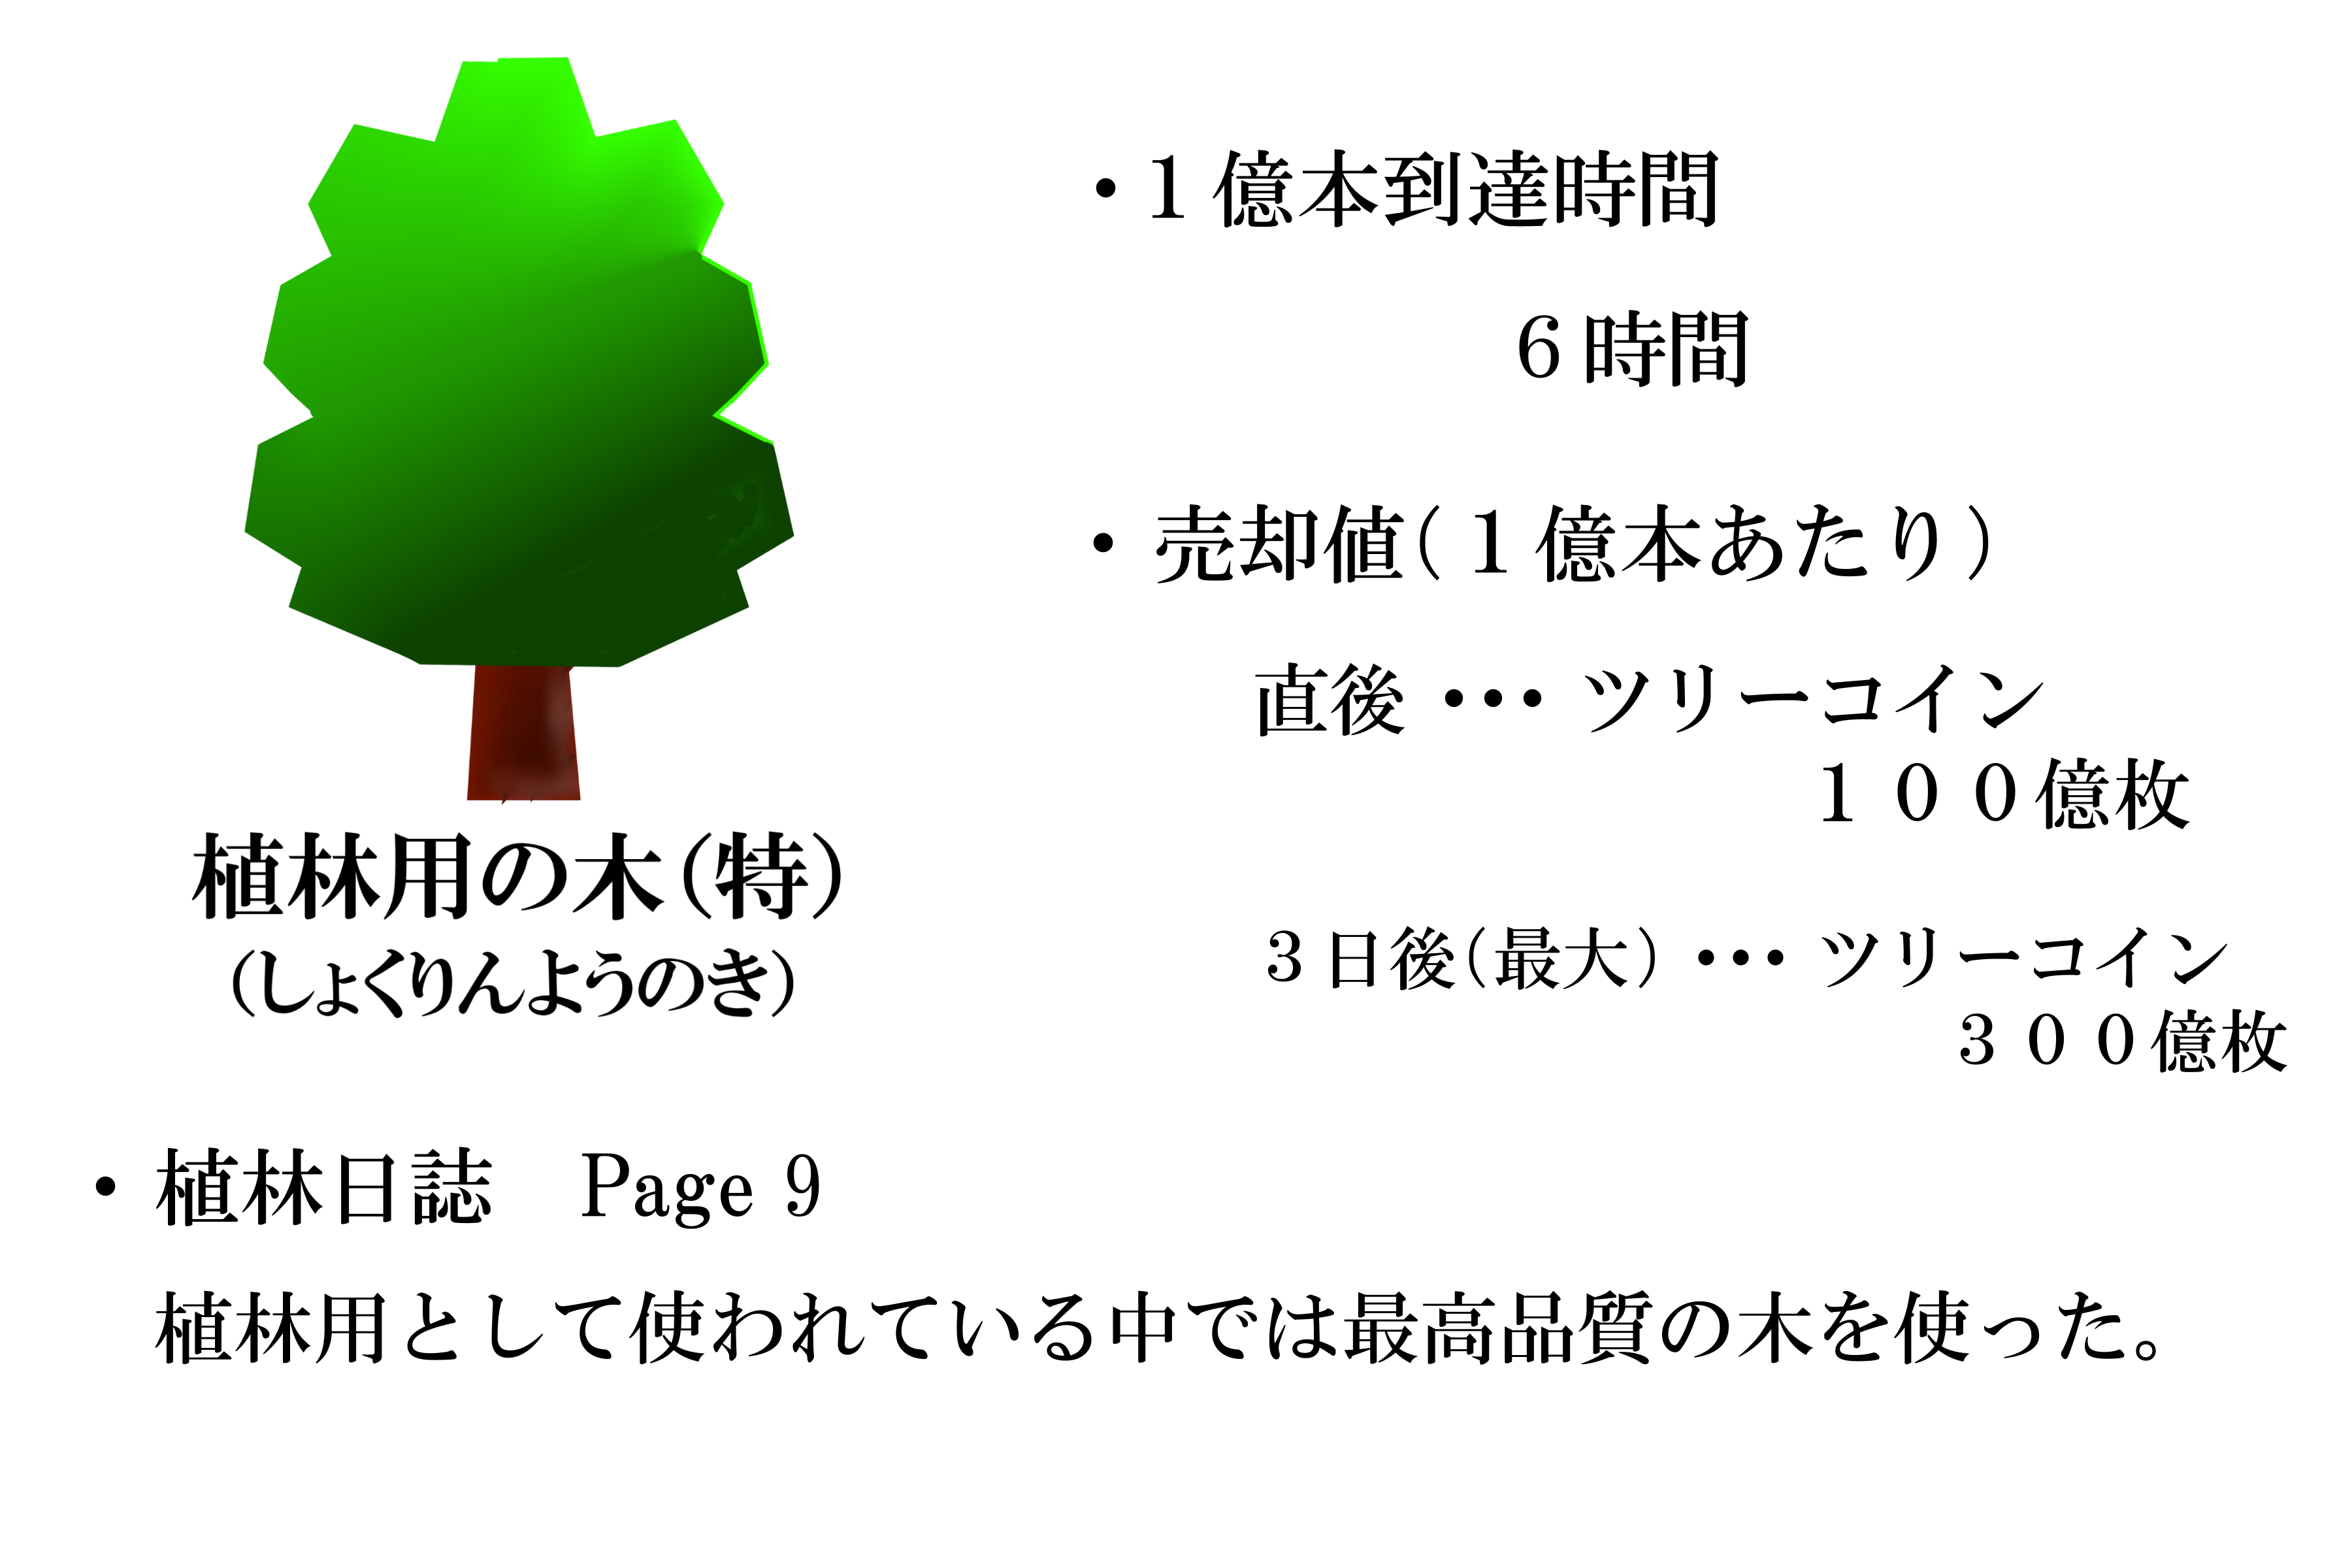 ・１億本到達時間
６時間
・売却値（１億本あたり）
直後・・・ツリーコイン
１００億枚
３日後（最大）・・・ツリーコイン
３００億枚
植林用の木（特）
（しょくりんようのき）
・植林日誌　Page 9
植林用として使われている中では最高品質の木を使った。